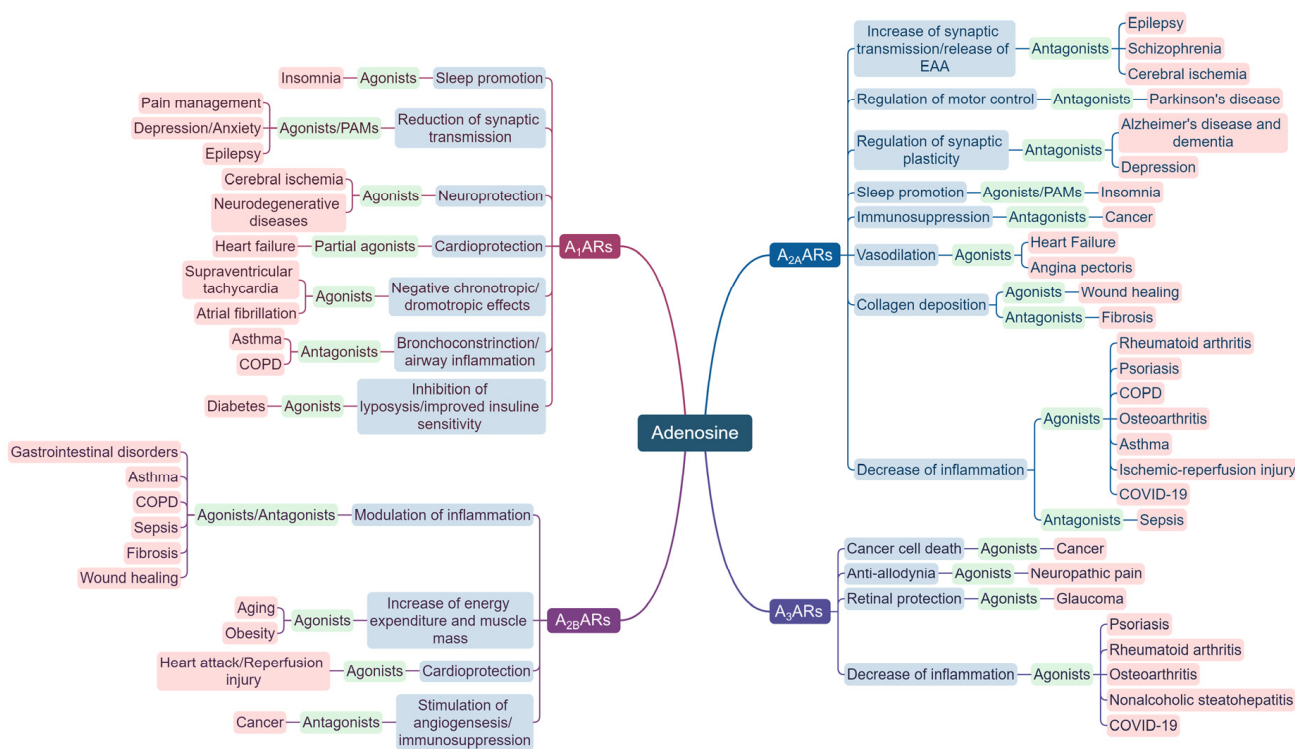 Adenosine
A₁ARs
Sleep promotion
Agonists
Insomnia
Reduction of synaptic
transmission
Agonists/PAMs
Pain management
Depression/Anxiety
Epilepsy
Neuroprotection
Agonists
Cerebral ischemia
Neurodegenerative
diseases
Cardioprotection
Partial agonists
Heart failure
Negative chronotropic/
dromotropic effects
Agonists
Supraventricular
tachycardia
Atrial fibrillation
Bronchoconstrinction/
airway inflammation
Antagonists
Asthma
COPD
Inhibition of
lyposysis/improved insuline
sensitivity
Agonists
Diabetes
A₂BARs
Modulation of inflammation
Agonists/Antagonists
Gastrointestinal disorders
Asthma
COPD
Sepsis
Fibrosis
Wound healing
Increase of energy
expenditure and muscle
mass
Agonists
Aging
Obesity
Cardioprotection
Agonists
Heart attack/Reperfusion
injury
Stimulation of
angiogensesis/
immunosuppression
Antagonists
Cancer
A₂AARs
Increase of synaptic
transmission/release of
EAA
Antagonists
Epilepsy
Schizophrenia
Cerebral ischemia
Regulation of motor control
Antagonists
Parkinson's disease
Regulation of synaptic
plasticity
Antagonists
Alzheimer's disease and
dementia
Depression
Sleep promotion
Agonists/PAMs
Insomnia
Immunosuppression
Antagonists
Cancer
Vasodilation
Agonists
Heart Failure
Angina pectoris
Collagen deposition
Agonists
Wound healing
Antagonists
Fibrosis
Decrease of inflammation
Agonists
Rheumatoid arthritis
Psoriasis
COPD
Osteoarthritis
Asthma
Ischemic-reperfusion injury
COVID-19
Antagonists
Sepsis
A₃ARs
Cancer cell death
Agonists
Cancer
Anti-allodynia
Agonists
Neuropathic pain
Retinal protection
Agonists
Glaucoma
Decrease of inflammation
Agonists
Psoriasis
Rheumatoid arthritis
Osteoarthritis
Nonalcoholic steatohepatitis
COVID-19